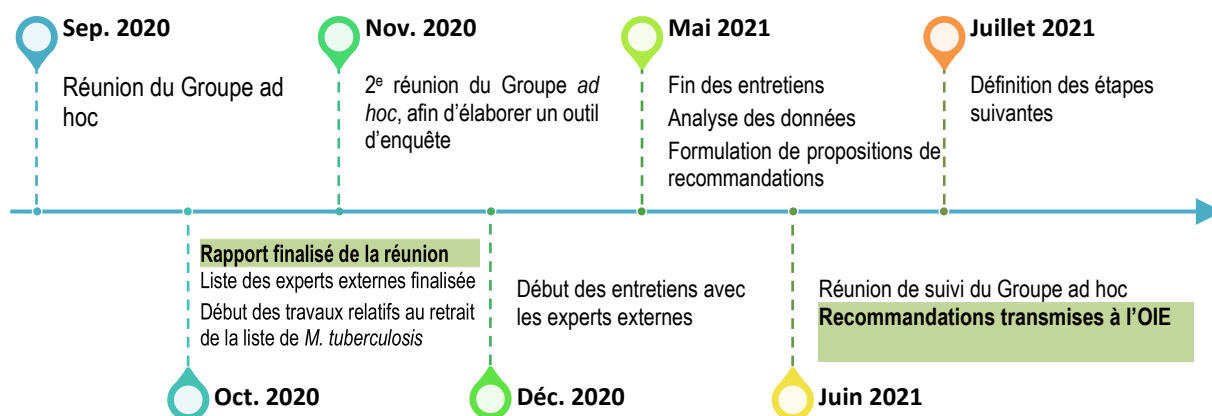 Sep. 2020
Réunion du Groupe ad
hoc
Nov. 2020
2e réunion du Groupe ad
hoc, afin d'élaborer un outil
d'enquête
Mai 2021
Fin des entretiens
Analyse des données
Formulation de propositions de
recommandations
Juillet 2021
Définition des étapes
suivantes
Rapport finalisé de la réunion
Liste des experts externes finalisée
Début des travaux relatifs au retrait
de la liste de M. tuberculosis
Oct. 2020
Début des entretiens avec
les experts externes
Déc. 2020
Réunion de suivi du Groupe ad hoc
Recommandations transmises à l'OIE
Juin 2021